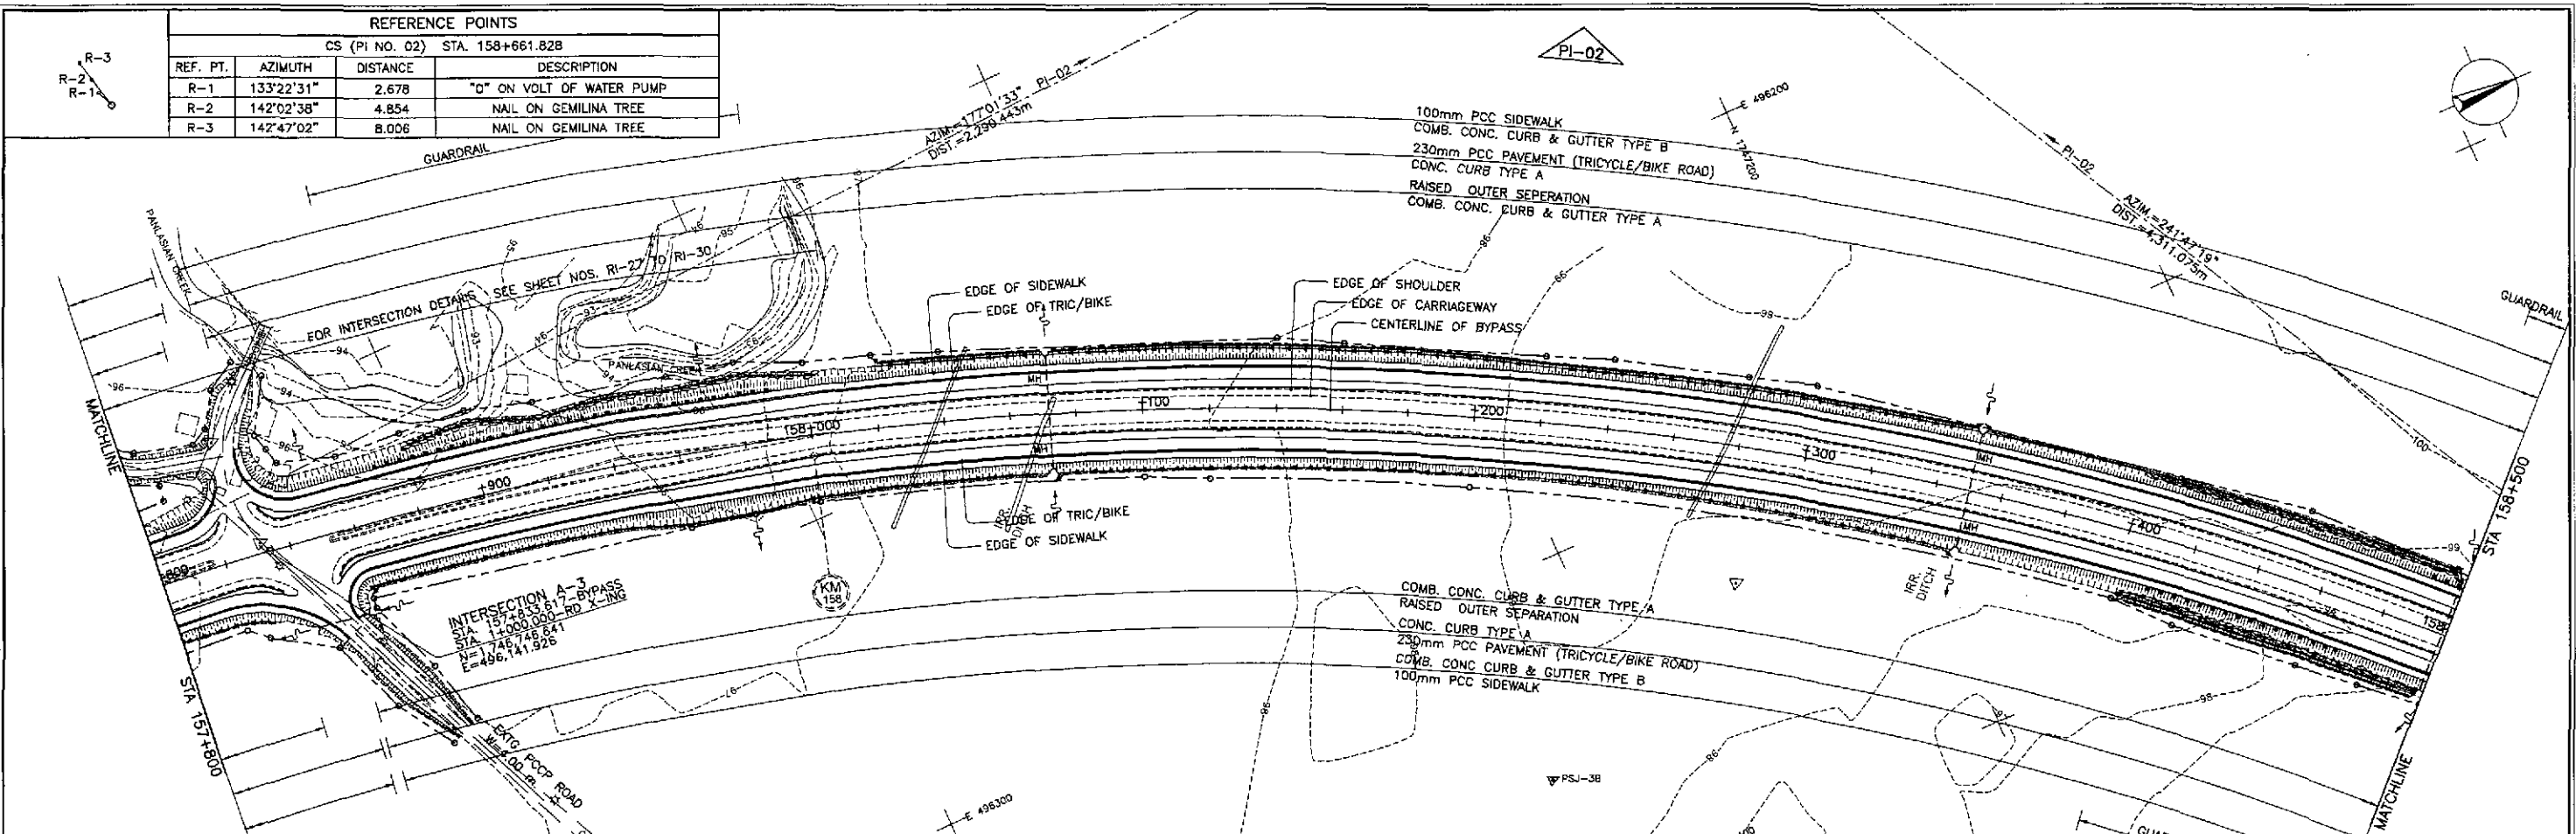 REFERENCE POINTS
CS (PI NO. 02) STA. 158+661.828
REF. PT. AZIMUTH DISTANCE DESCRIPTION
R-1 133°22'31" 2.678 "O" ON VOLT OF WATER PUMP
R-2 142°02'38" 4.854 NAIL ON GEMILINA TREE
R-3 142°47'02" 8.006 NAIL ON GEMILINA TREE
R-3
R-2
R-1
GUARDRAIL
AZIM.=177°01'33"
DIST.=2,290.443m
PI-02
PI-02
E 496200
N 1747200
100mm PCC SIDEWALK
COMB. CONC. CURB & GUTTER TYPE B
230mm PCC PAVEMENT (TRICYCLE/BIKE ROAD)
CONC. CURB TYPE A
RAISED OUTER SEPERATION
COMB. CONC. CURB & GUTTER TYPE A
PI-02
AZIM.=241°47'19"
DIST.=4,311.075m
GUARDRAIL
PANLASIAN CREEK
FOR INTERSECTION DETAILS SEE SHEET NOS. RI-27 TO RI-30
EDGE OF SIDEWALK
EDGE OF TRIC/BIKE
EDGE OF SHOULDER
EDGE OF CARRIAGEWAY
CENTERLINE OF BYPASS
PANLASIAN CREEK
MATCHLINE
STA 157+800
+900
158+000
+100
+200
+300
+400
MH
MH
MH
MH
STA 158+500
MATCHLINE
EDGE OF TRIC/BIKE
EDGE OF SIDEWALK
IRR. DITCH
IRR. DITCH
KM
158
INTERSECTION A-3
STA. 157+833.617-BYPASS
STA. 1+000.000-RD X-ING
N=1,746,746.641
E=496,141.926
EXTG. PCCP ROAD
W=4.00 m
COMB. CONC. CURB & GUTTER TYPE A
RAISED OUTER SEPARATION
CONC. CURB TYPE A
230mm PCC PAVEMENT (TRICYCLE/BIKE ROAD)
COMB. CONC CURB & GUTTER TYPE B
100mm PCC SIDEWALK
PSJ-3B
E 496300